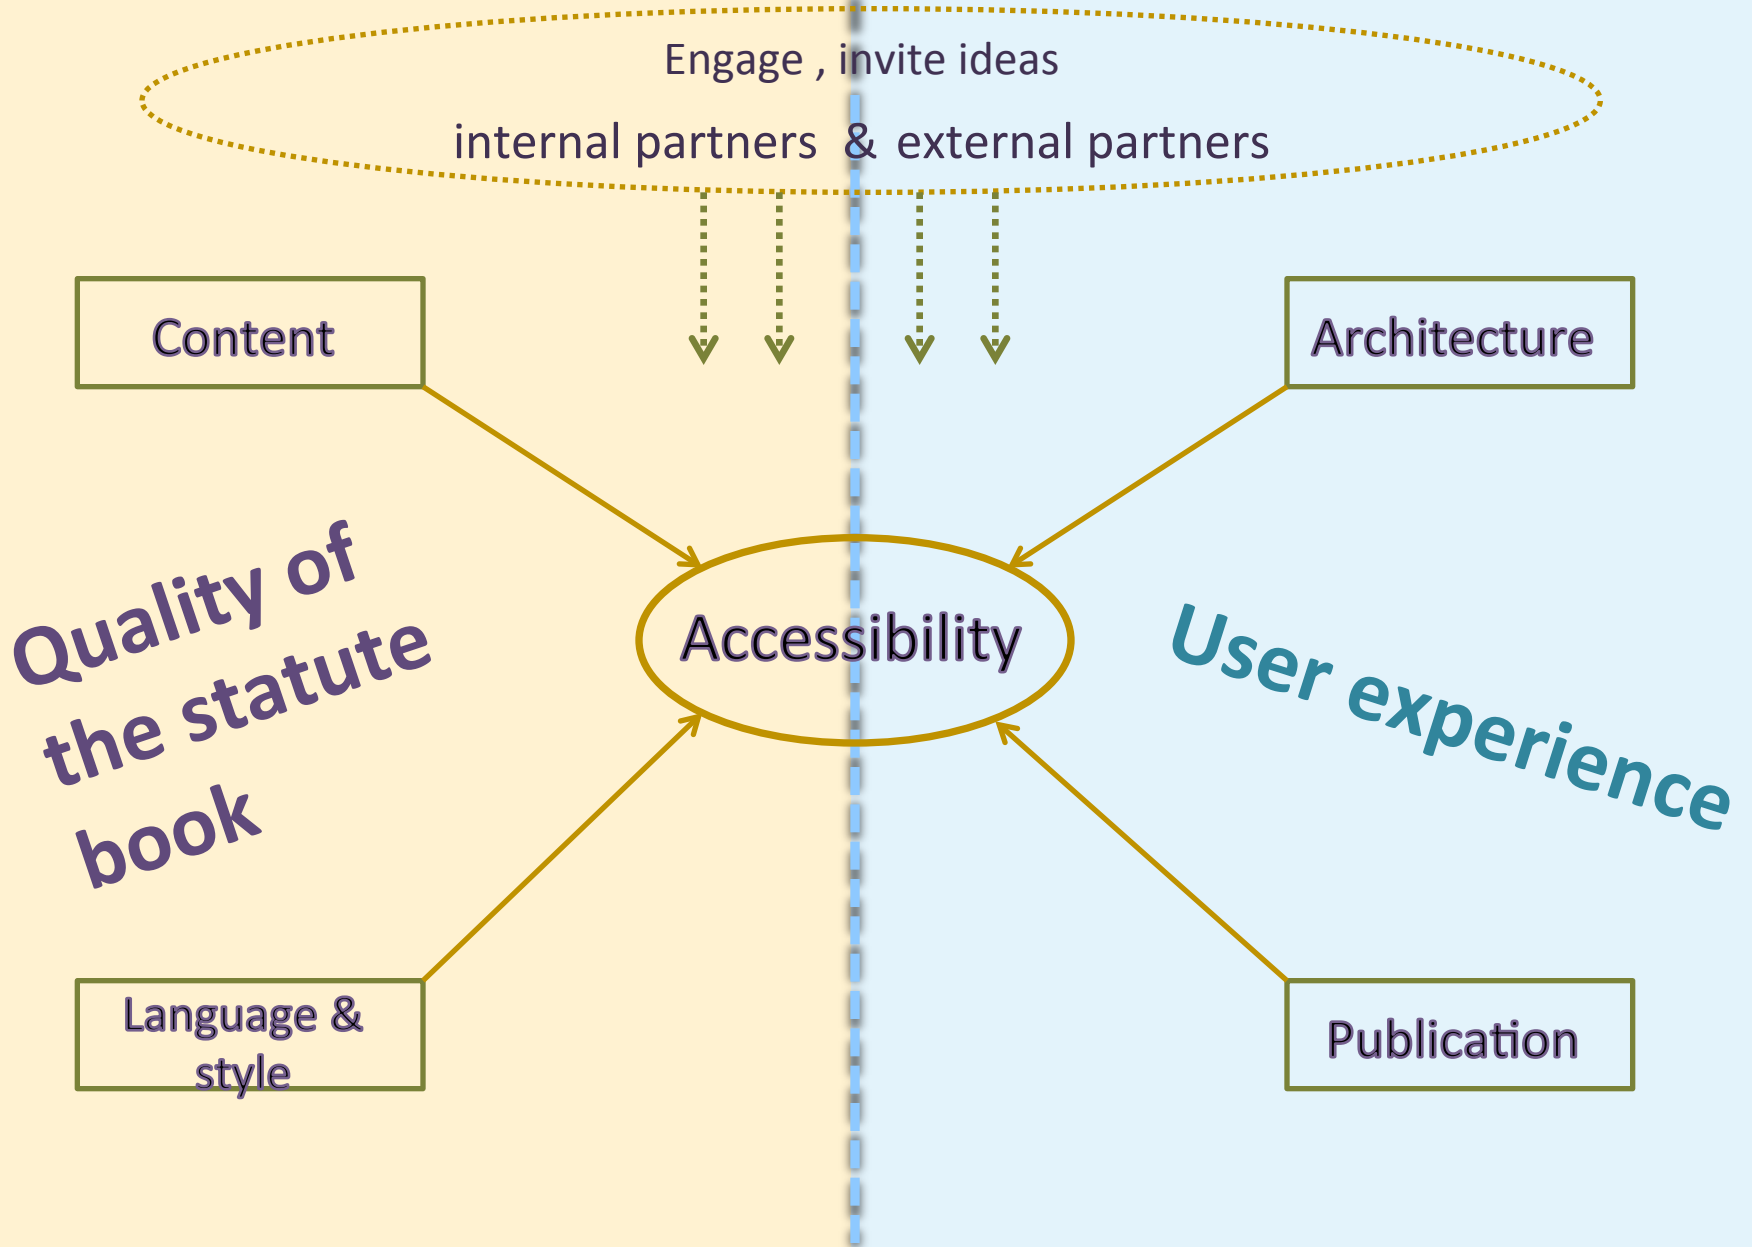 Engage , invite ideas
internal partners & external partners
Content
Architecture
Quality of
the statute
book
Accessibility
User experience
Language &
style
Publication